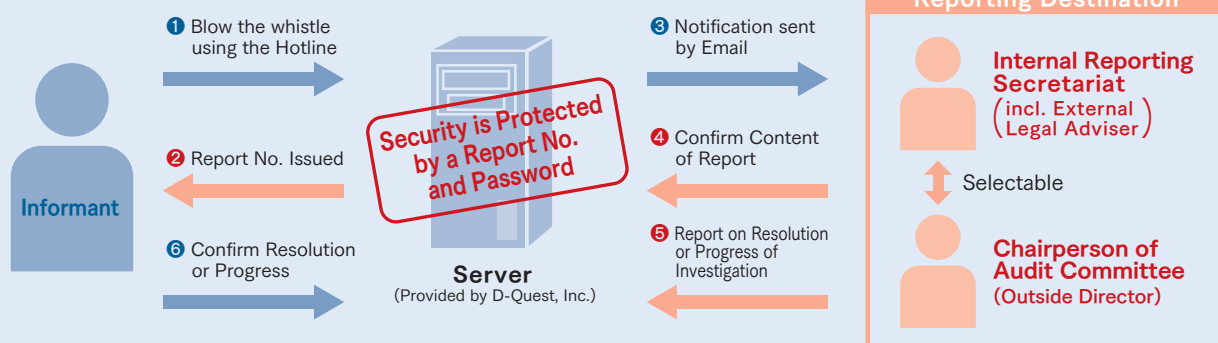 ❶ Blow the whistle
using the Hotline
❷ Report No. Issued
❻ Confirm Resolution
or Progress
Informant
Security is Protected
by a Report No.
and Password
Server
(Provided by D-Quest, Inc.)
❸ Notification sent
by Email
❹ Confirm Content
of Report
❺ Report on Resolution
or Progress of
Investigation
Reporting Destination
Internal Reporting
Secretariat
(incl. External
Legal Adviser)
Selectable
Chairperson of
Audit Committee
(Outside Director)